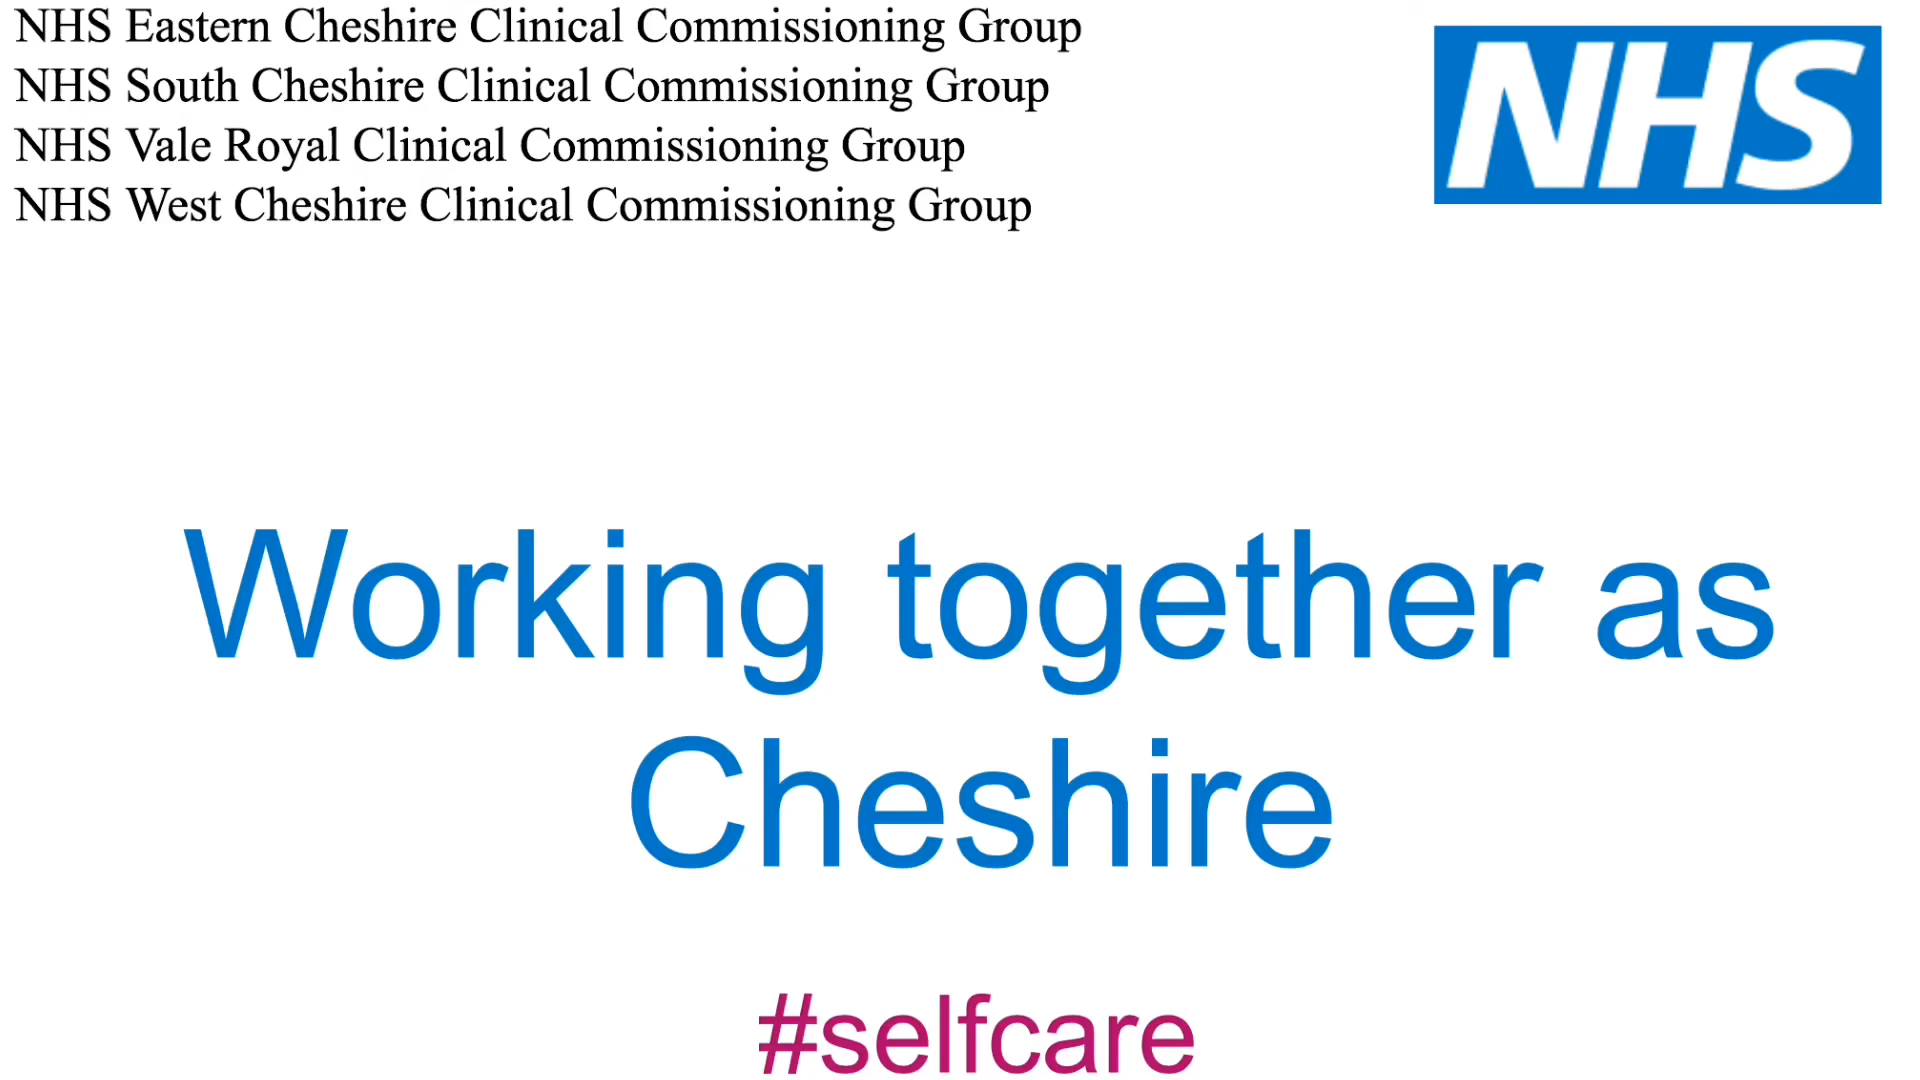 NHS Eastern Cheshire Clinical Commissioning Group
NHS South Cheshire Clinical Commissioning Group
NHS Vale Royal Clinical Commissioning Group
NHS West Cheshire Clinical Commissioning Group
NHS
Working together as
Cheshire
#selfcare